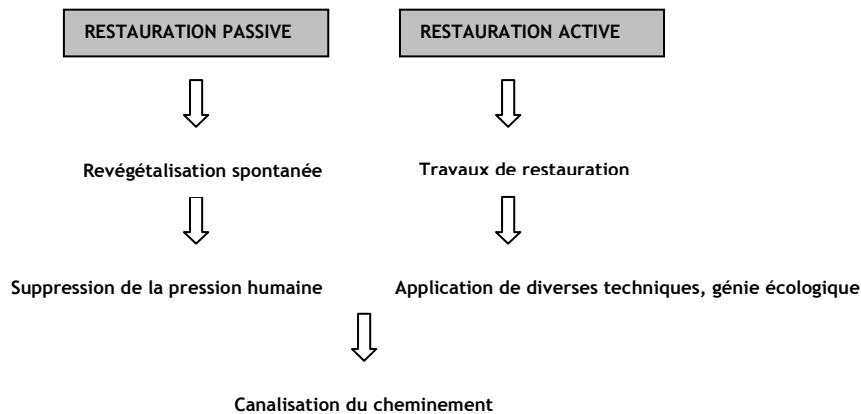 RESTAURATION PASSIVE
RESTAURATION ACTIVE
Revégétalisation spontanée
Travaux de restauration
Suppression de la pression humaine
Application de diverses techniques, génie écologique
Canalisation du cheminement